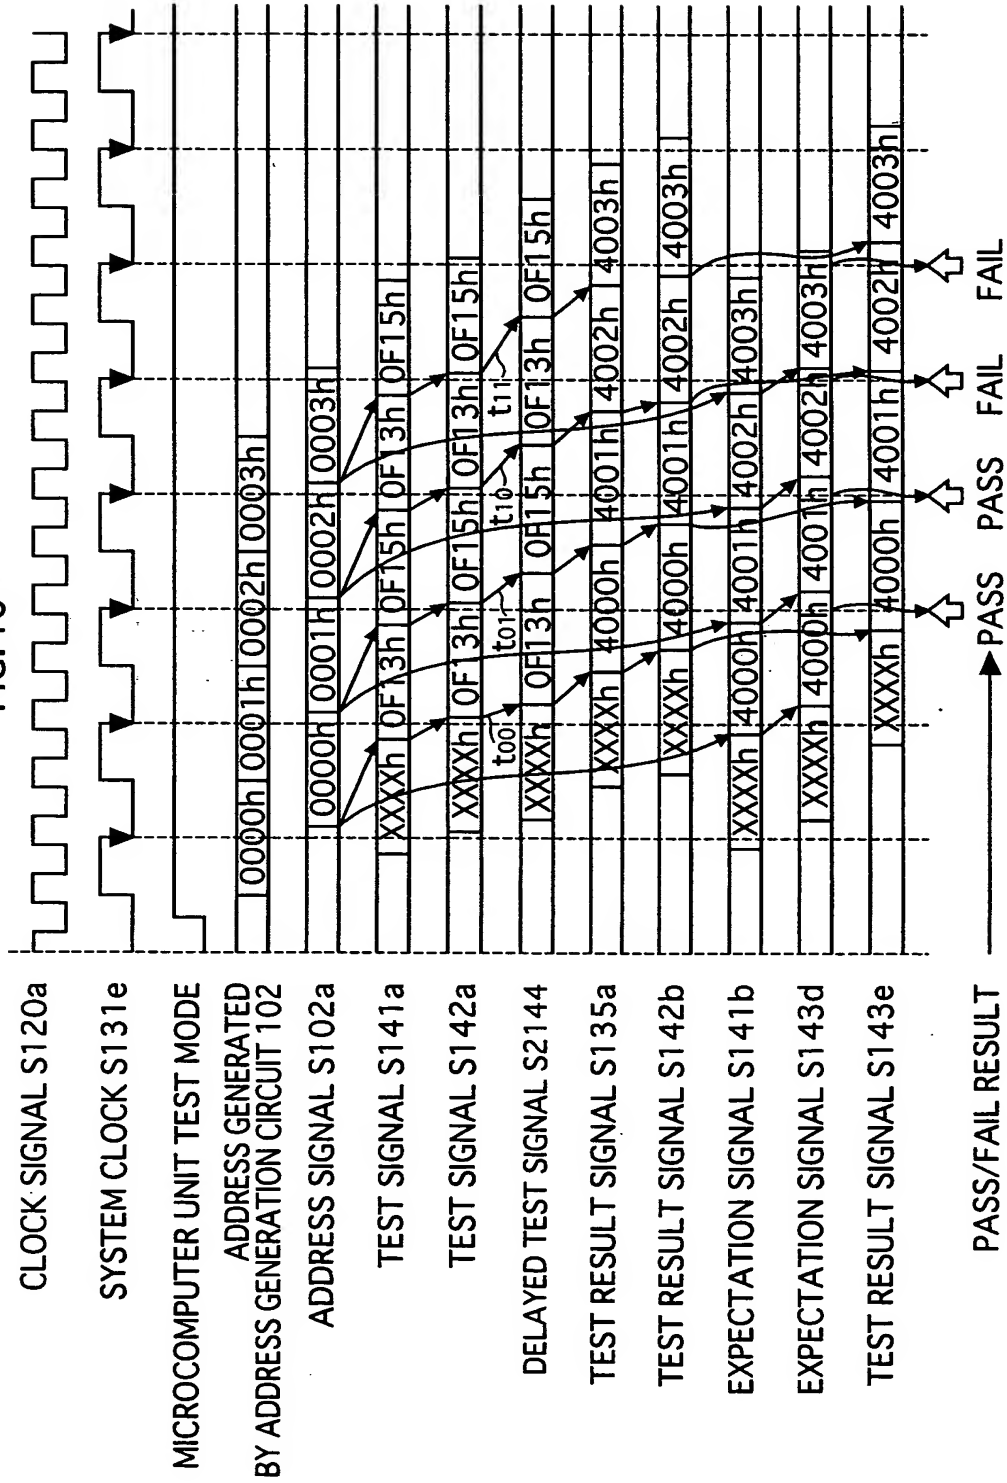 CLOCK SIGNAL S120a
SYSTEM CLOCK S131e
MICROCOMPUTER UNIT TEST MODE
ADDRESS GENERATED
BY ADDRESS GENERATION CIRCUIT 102
0000h 0001h 0002h 0003h
ADDRESS SIGNAL S102a
0000h 0001h 0002h 0003h
TEST SIGNAL S141a
XXXXh 0F13h 0F15h 0F13h 0F15h
TEST SIGNAL S142a
XXXXh 0F13h 0F15h 0F13h 0F15h
t00 t01 t10 t11
DELAYED TEST SIGNAL S2144
XXXXh 0F13h 0F15h 0F13h 0F15h
TEST RESULT SIGNAL S135a
XXXXh 4000h 4001h 4002h 4003h
TEST RESULT SIGNAL S142b
XXXXh 4000h 4001h 4002h 4003h
EXPECTATION SIGNAL S141b
XXXXh 4000h 4001h 4002h 4003h
EXPECTATION SIGNAL S143d
XXXXh 4000h 4001h 4002h 4003h
TEST RESULT SIGNAL S143e
XXXXh 4000h 4001h 4002h 4003h
PASS/FAIL RESULT
PASS PASS FAIL FAIL